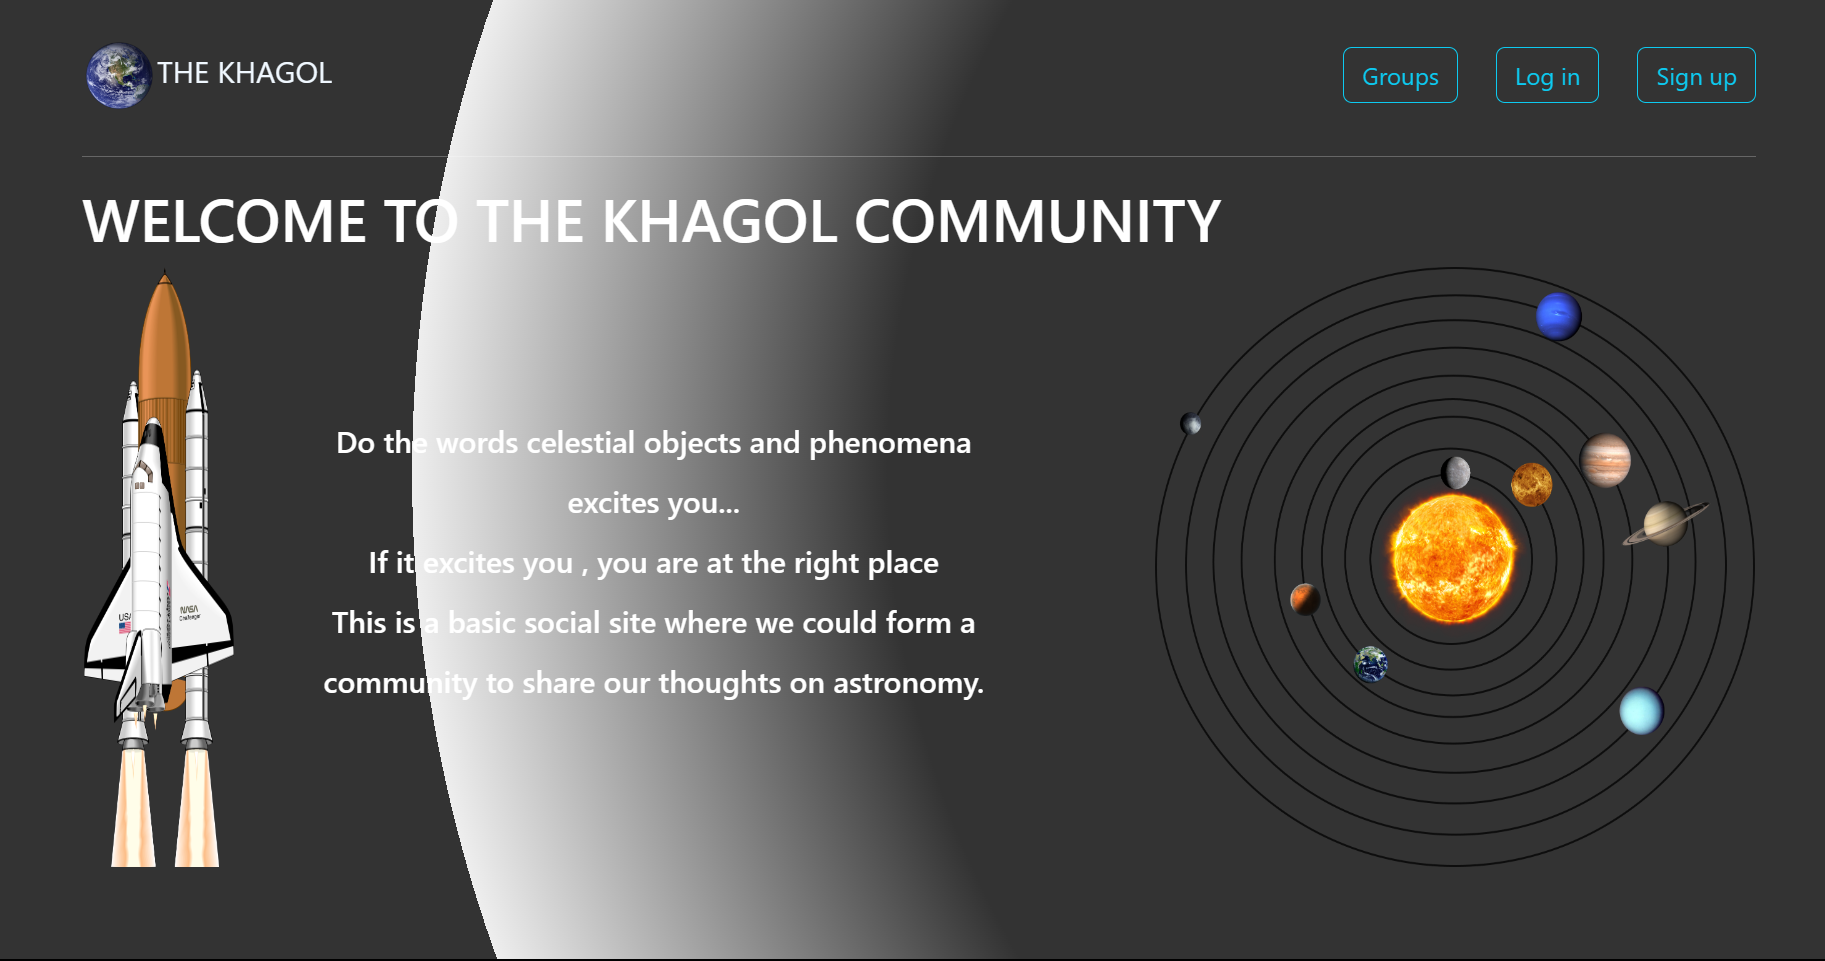 THE KHAGOL
Groups
Log in
Sign up
WELCOME TO THE KHAGOL COMMUNITY
Do the words celestial objects and phenomena
excites you...
If it excites you , you are at the right place
This is a basic social site where we could form a
community to share our thoughts on astronomy.
USA
NASA
Challenger